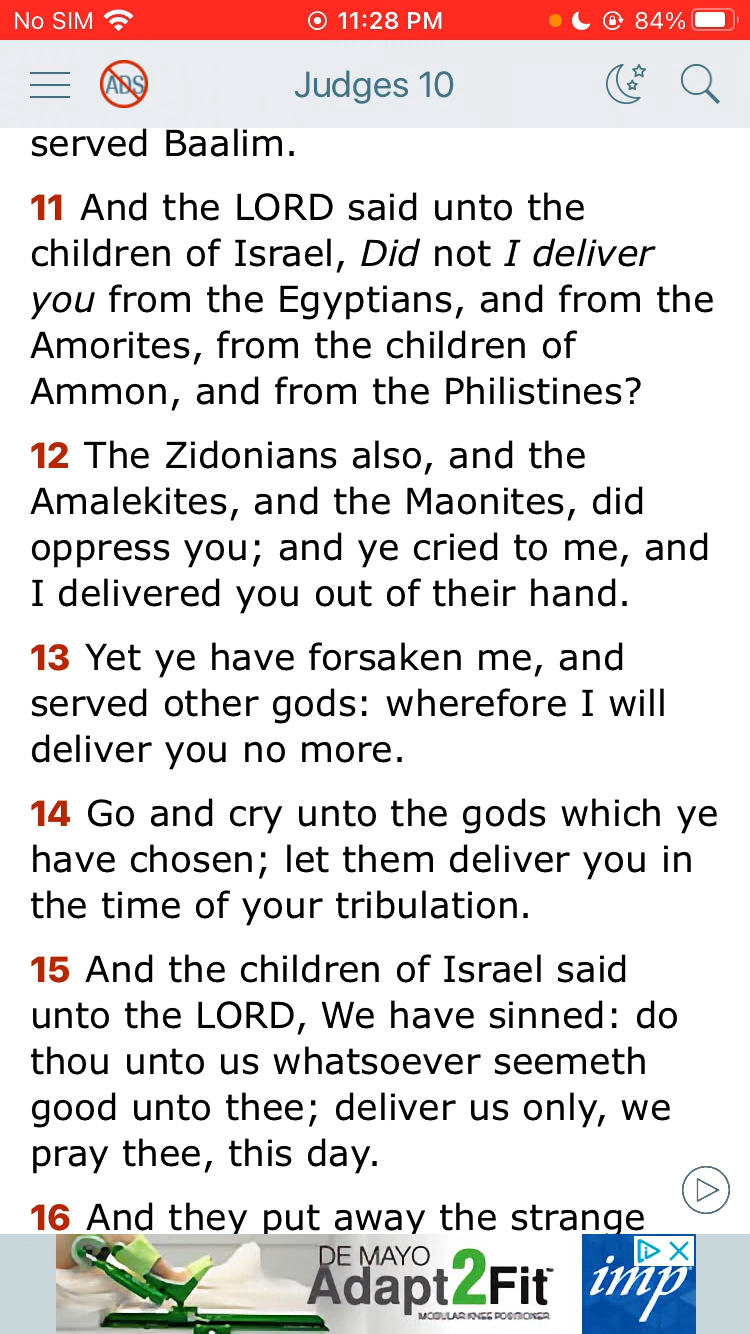 No SIM 11:28 PM 84%
ADS Judges 10
served Baalim.
11 And the LORD said unto the
children of Israel, Did not I deliver
you from the Egyptians, and from the
Amorites, from the children of
Ammon, and from the Philistines?
12 The Zidonians also, and the
Amalekites, and the Maonites, did
oppress you; and ye cried to me, and
I delivered you out of their hand.
13 Yet ye have forsaken me, and
served other gods: wherefore I will
deliver you no more.
14 Go and cry unto the gods which ye
have chosen; let them deliver you in
the time of your tribulation.
15 And the children of Israel said
unto the LORD, We have sinned: do
thou unto us whatsoever seemeth
good unto thee; deliver us only, we
pray thee, this day.
16 And they put away the strange
DE MAYO
Adapt2Fit™
MODULAR KNEE POSITIONER
imp